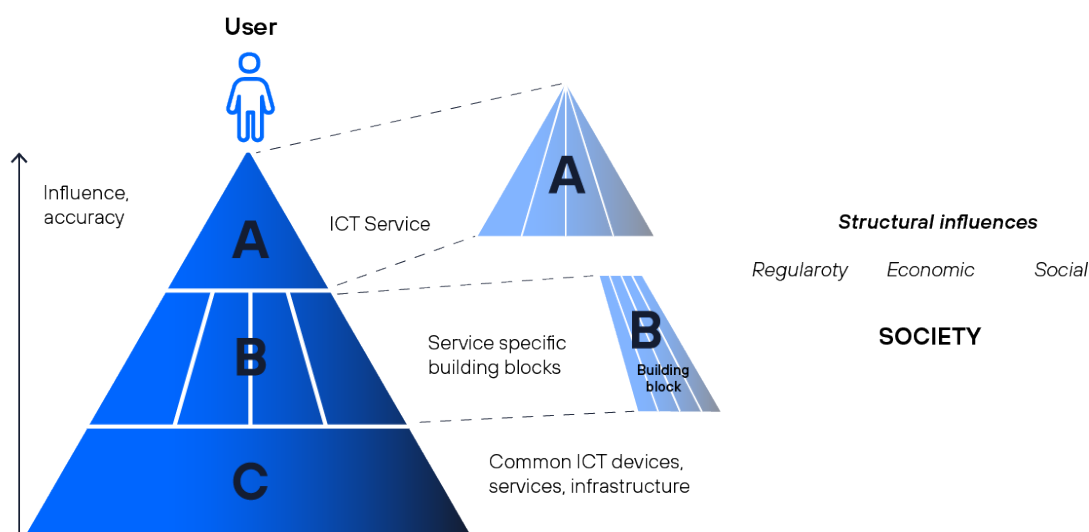 User
Influence,
accuracy
A
ICT Service
A
B
Service specific
building blocks
B
Building
block
C
Common ICT devices,
services, infrastructure
Structural influences
Regularoty Economic Social
SOCIETY